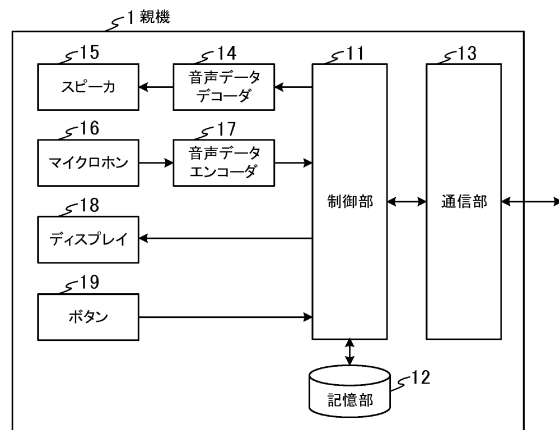 1 親機
15
スピーカ
14
音声データ
デコーダ
11
制御部
13
通信部
16
マイクロホン
17
音声データ
エンコーダ
18
ディスプレイ
19
ボタン
記憶部
12